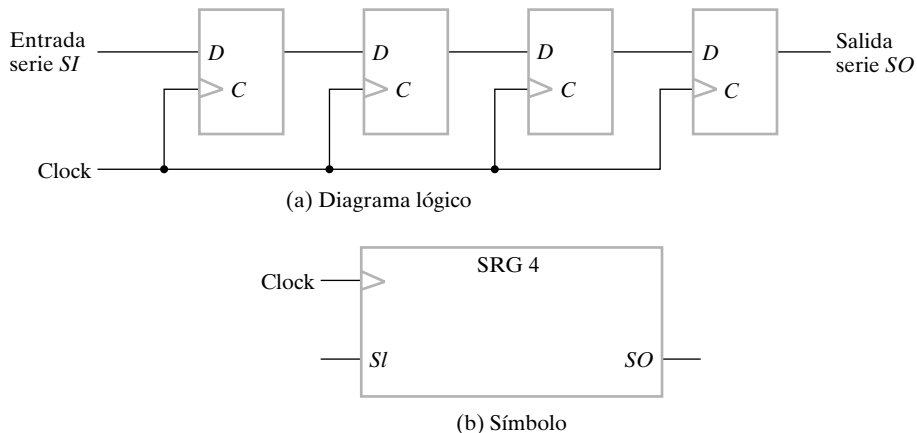 Entrada
serie SI
D
C
D
C
D
C
D
C
Salida
serie SO
Clock
(a) Diagrama lógico
SRG 4
Clock
Sl
SO
(b) Símbolo